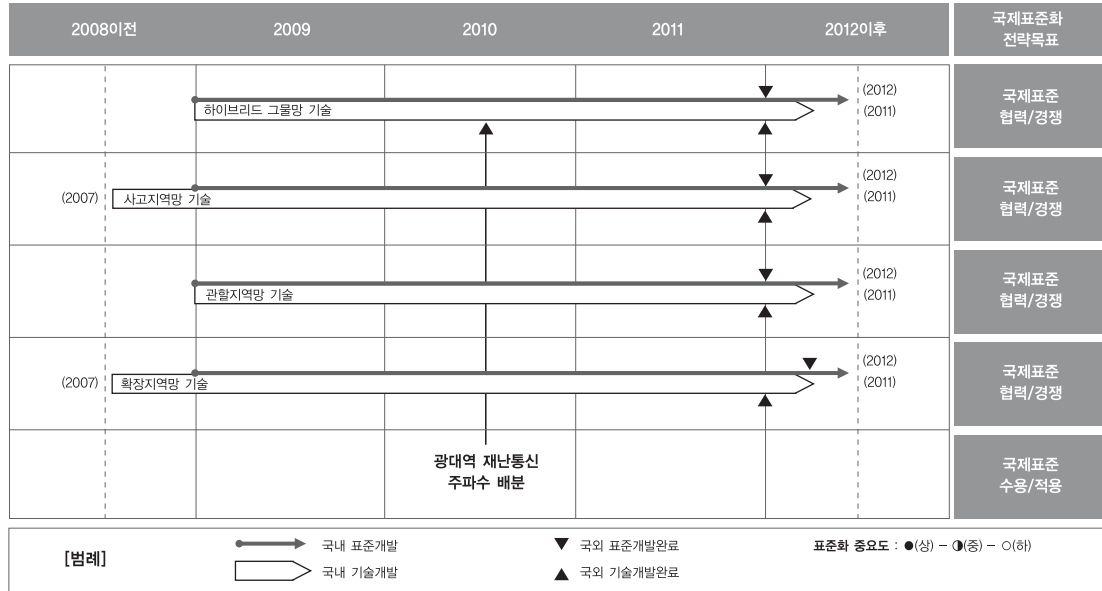 2008이전
2009
2010
2011
2012이후
국제표준화
전략목표
하이브리드 그물망 기술
(2012)
(2011)
국제표준
협력/경쟁
(2007)
사고지역망 기술
(2012)
(2011)
국제표준
협력/경쟁
관할지역망 기술
(2012)
(2011)
국제표준
협력/경쟁
(2007)
확장지역망 기술
(2012)
(2011)
국제표준
협력/경쟁
광대역 재난통신
주파수 배분
국제표준
수용/적용
[범례]
국내 표준개발
국내 기술개발
▼ 국외 표준개발완료
▲ 국외 기술개발완료
표준화 중요도 : ●(상) – ◑(중) – ○(하)